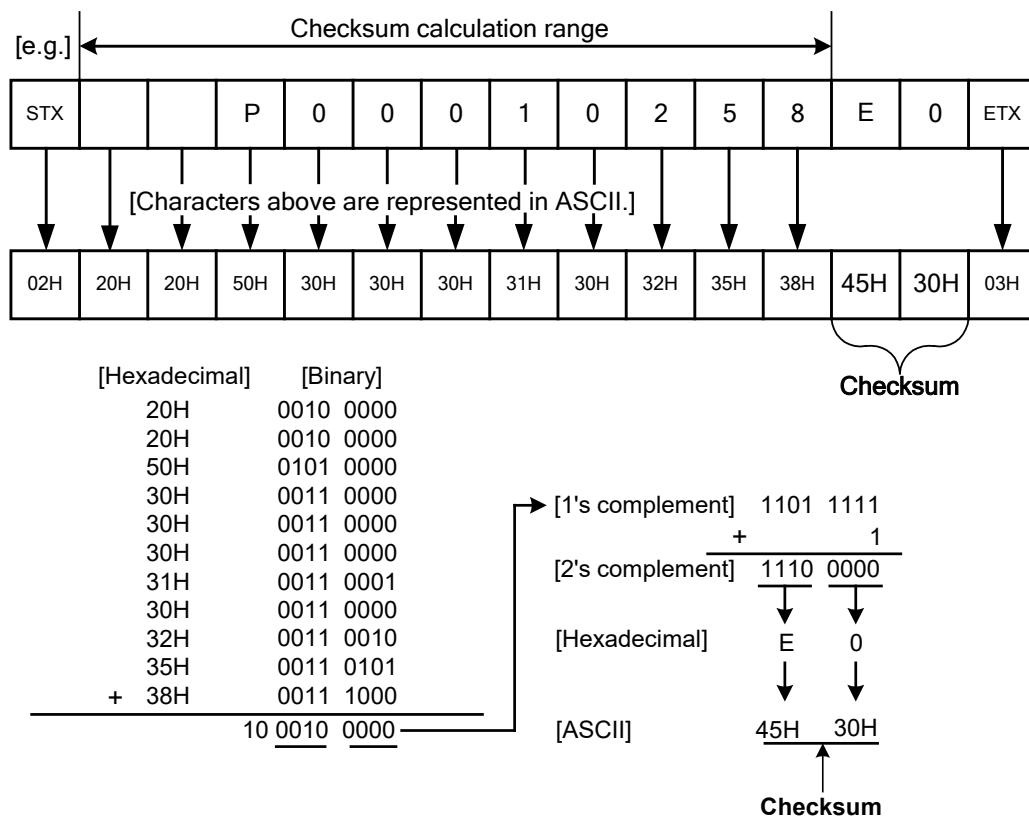 Checksum calculation range
[e.g.]
STX P 0 0 0 1 0 2 5 8 E 0 ETX
[Characters above are represented in ASCII.]
02H 20H 20H 50H 30H 30H 30H 31H 30H 32H 35H 38H 45H 30H 03H
Checksum
[Hexadecimal] [Binary]
20H 0010 0000
20H 0010 0000
50H 0101 0000
30H 0011 0000
30H 0011 0000
30H 0011 0000
31H 0011 0001
30H 0011 0000
32H 0011 0010
35H 0011 0101
+ 38H 0011 1000
10 0010 0000
[1's complement] 1101 1111
+ 1
[2's complement] 1110 0000
[Hexadecimal] E 0
[ASCII] 45H 30H
Checksum